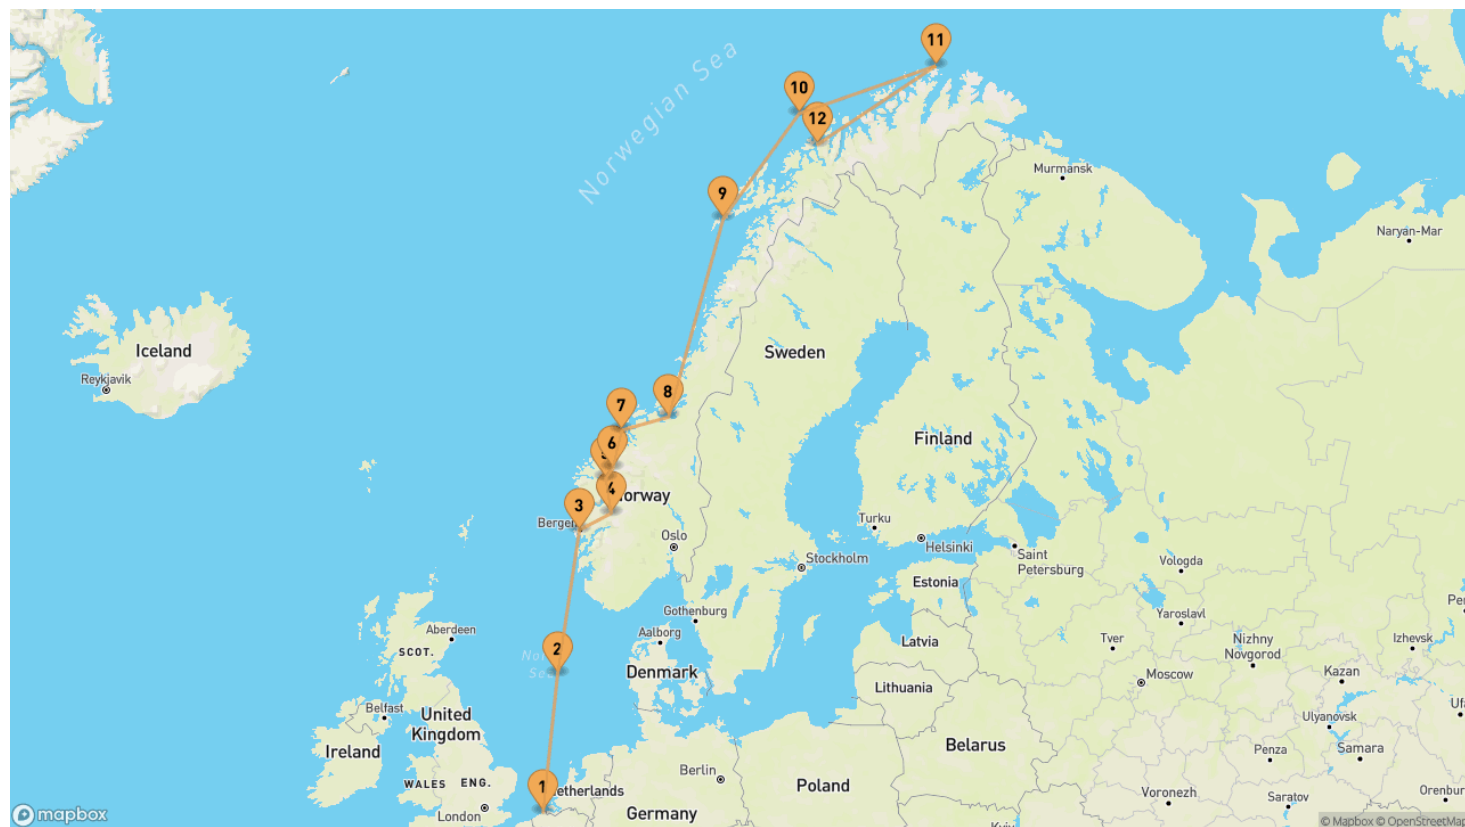 11
10
12
Norwegian Sea
Murmansk
9
Naryan-Mar
Iceland
Sweden
Reykjavik
8
7
Finland
6
4
Norway
3
Bergen
Turku
Oslo
Helsinki
Stockholm
Saint
Petersburg
Vologda
Estonia
Gothenburg
Yaroslavl
Aberdeen
Aalborg
Latvia
Tver
Nizhny
Novgorod
Izhevsk
SCOT.
2
Denmark
Moscow
Kazan
Lithuania
Belfast
United
Kingdom
Ulyanovsk
Ireland
Belarus
Penza
Samara
Berlin
WALES
ENG.
1
Netherlands
Poland
Voronezh
Saratov
London
Germany
mapbox
© Mapbox © OpenStreetMap